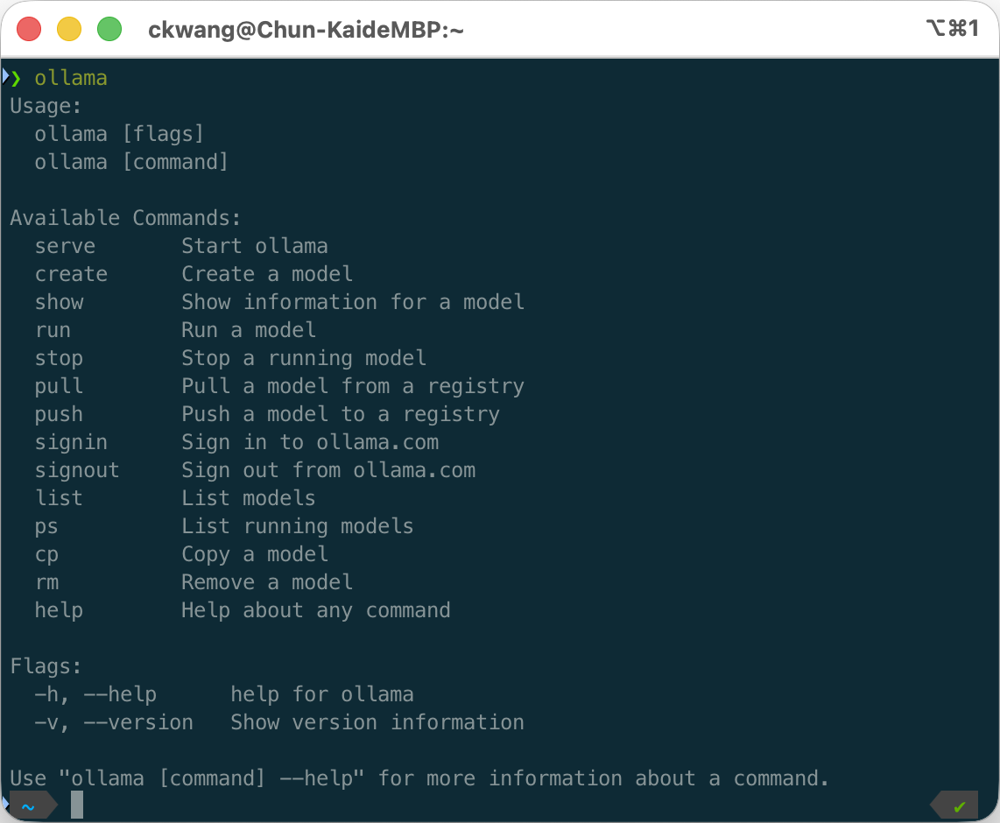 ckwang@Chun-KaideMBP:~ ⌥⌘1
❯ ollama
Usage:
  ollama [flags]
  ollama [command]

Available Commands:
  serve       Start ollama
  create      Create a model
  show        Show information for a model
  run         Run a model
  stop        Stop a running model
  pull        Pull a model from a registry
  push        Push a model to a registry
  signin      Sign in to ollama.com
  signout     Sign out from ollama.com
  list        List models
  ps          List running models
  cp          Copy a model
  rm          Remove a model
  help        Help about any command

Flags:
  -h, --help      help for ollama
  -v, --version   Show version information

Use "ollama [command] --help" for more information about a command.
~ ✔